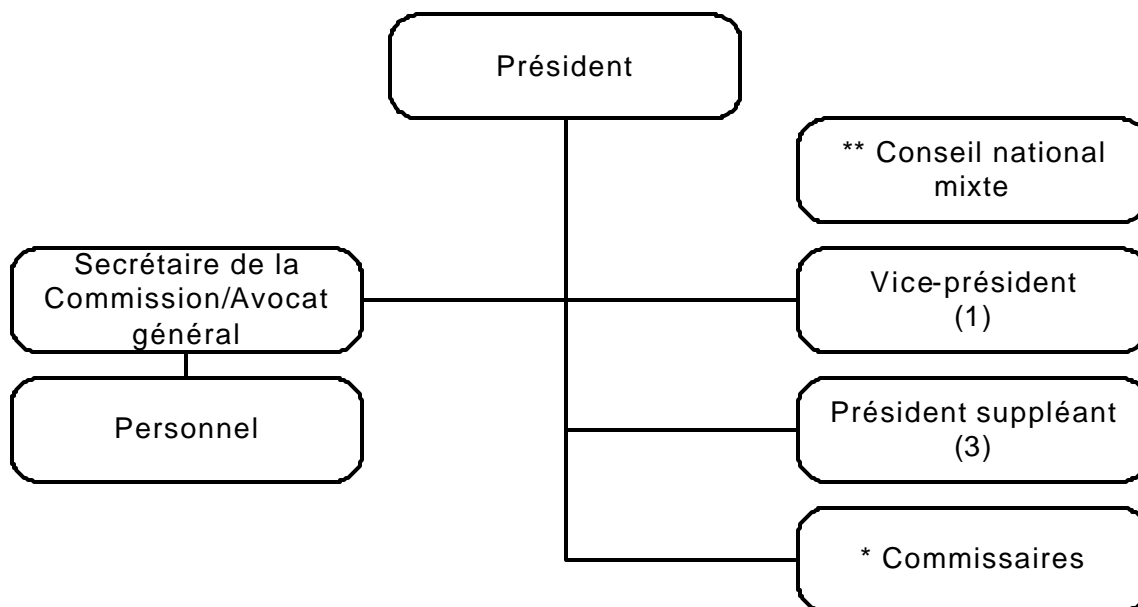 Président
** Conseil national
mixte
Secrétaire de la
Commission/Avocat
général
Vice-président
(1)
Personnel
Président suppléant
(3)
* Commissaires